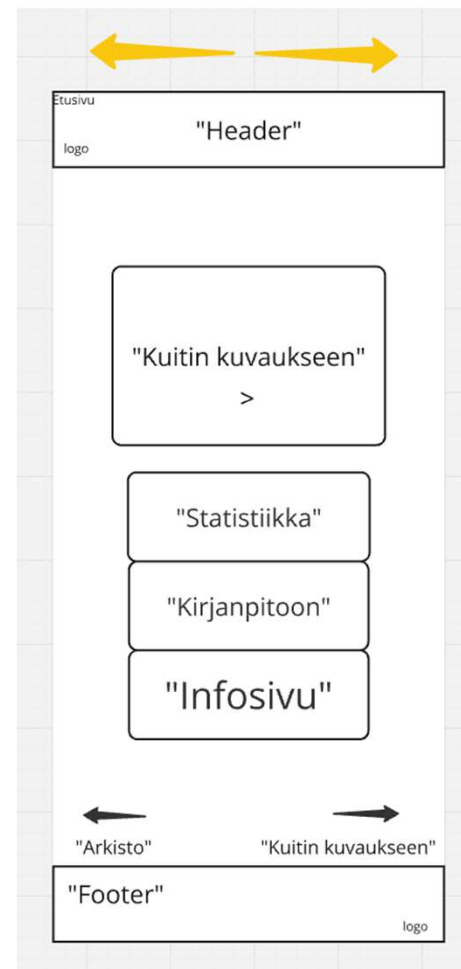 Etusivu
"Header"
logo
"Kuitin kuvaukseen"
>
"Statistiikka"
"Kirjanpitoon"
"Infosivu"
"Arkisto"
"Kuitin kuvaukseen"
"Footer"
logo